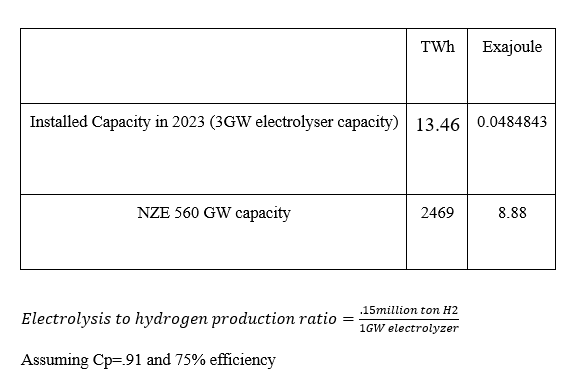 TWh Exajoule
Installed Capacity in 2023 (3GW electrolyser capacity) 13.46 0.0484843
NZE 560 GW capacity 2469 8.88
Electrolysis to hydrogen production ratio = .15million ton H2 / 1GW electrolyzer
Assuming Cp=.91 and 75% efficiency